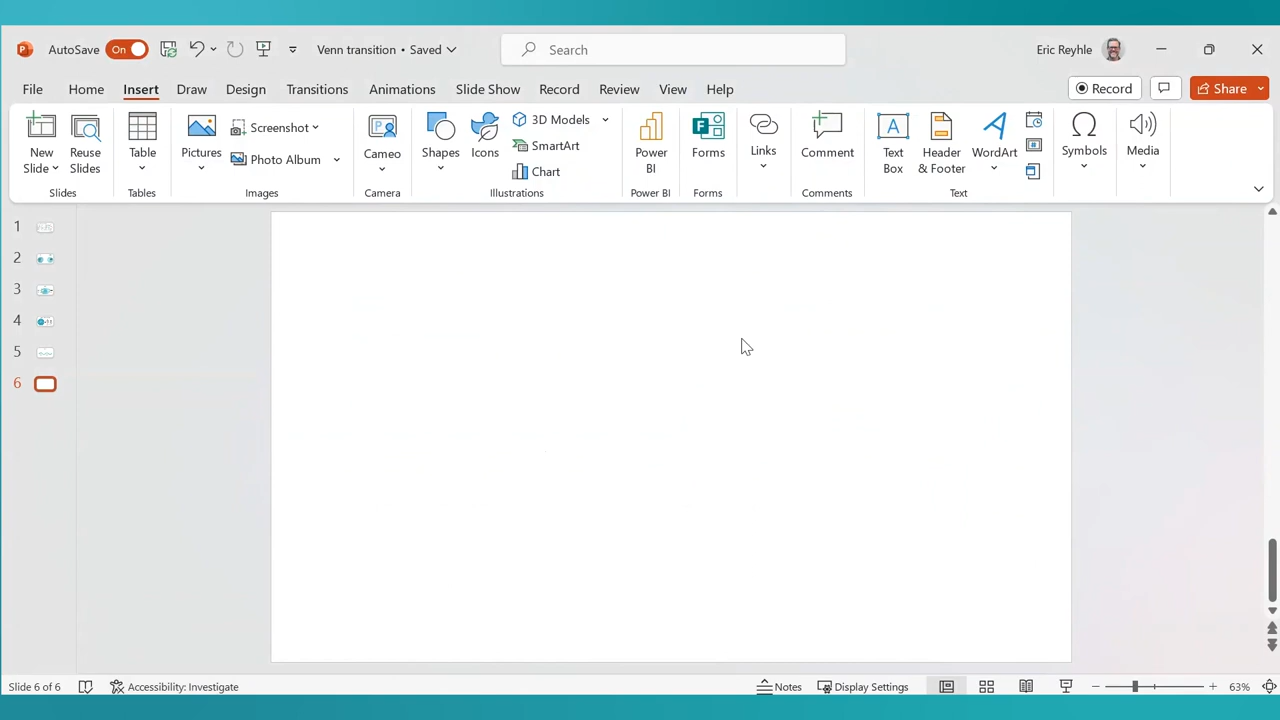 AutoSave On Venn transition • Saved Search Eric Reyhle
File Home Insert Draw Design Transitions Animations Slide Show Record Review View Help Record Share
New Slide Reuse Slides Table Pictures Screenshot Photo Album Cameo Shapes Icons 3D Models SmartArt Chart Power BI Forms Links Comment Text Box Header & Footer WordArt Symbols Media
Slides Tables Images Camera Illustrations Power BI Forms Comments Text
1
2
3
4
5
6
Slide 6 of 6 Accessibility: Investigate Notes Display Settings 63%